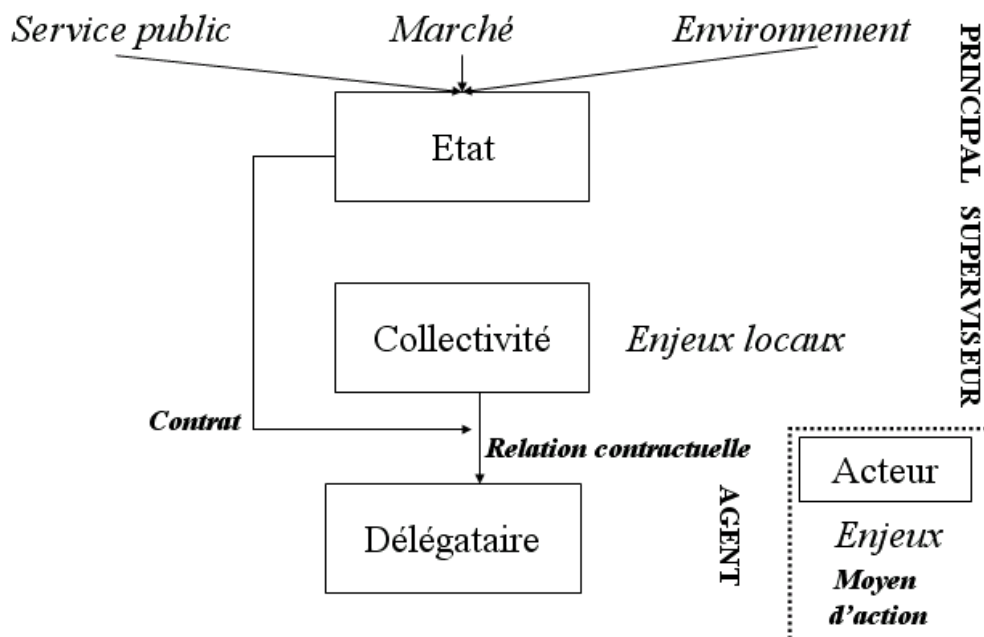 Service public
Marché
Environnement
PRINCIPAL
Etat
SUPERVISEUR
Collectivité
Enjeux locaux
Contrat
Relation contractuelle
Délégataire
AGENT
Acteur
Enjeux
Moyen
d’action